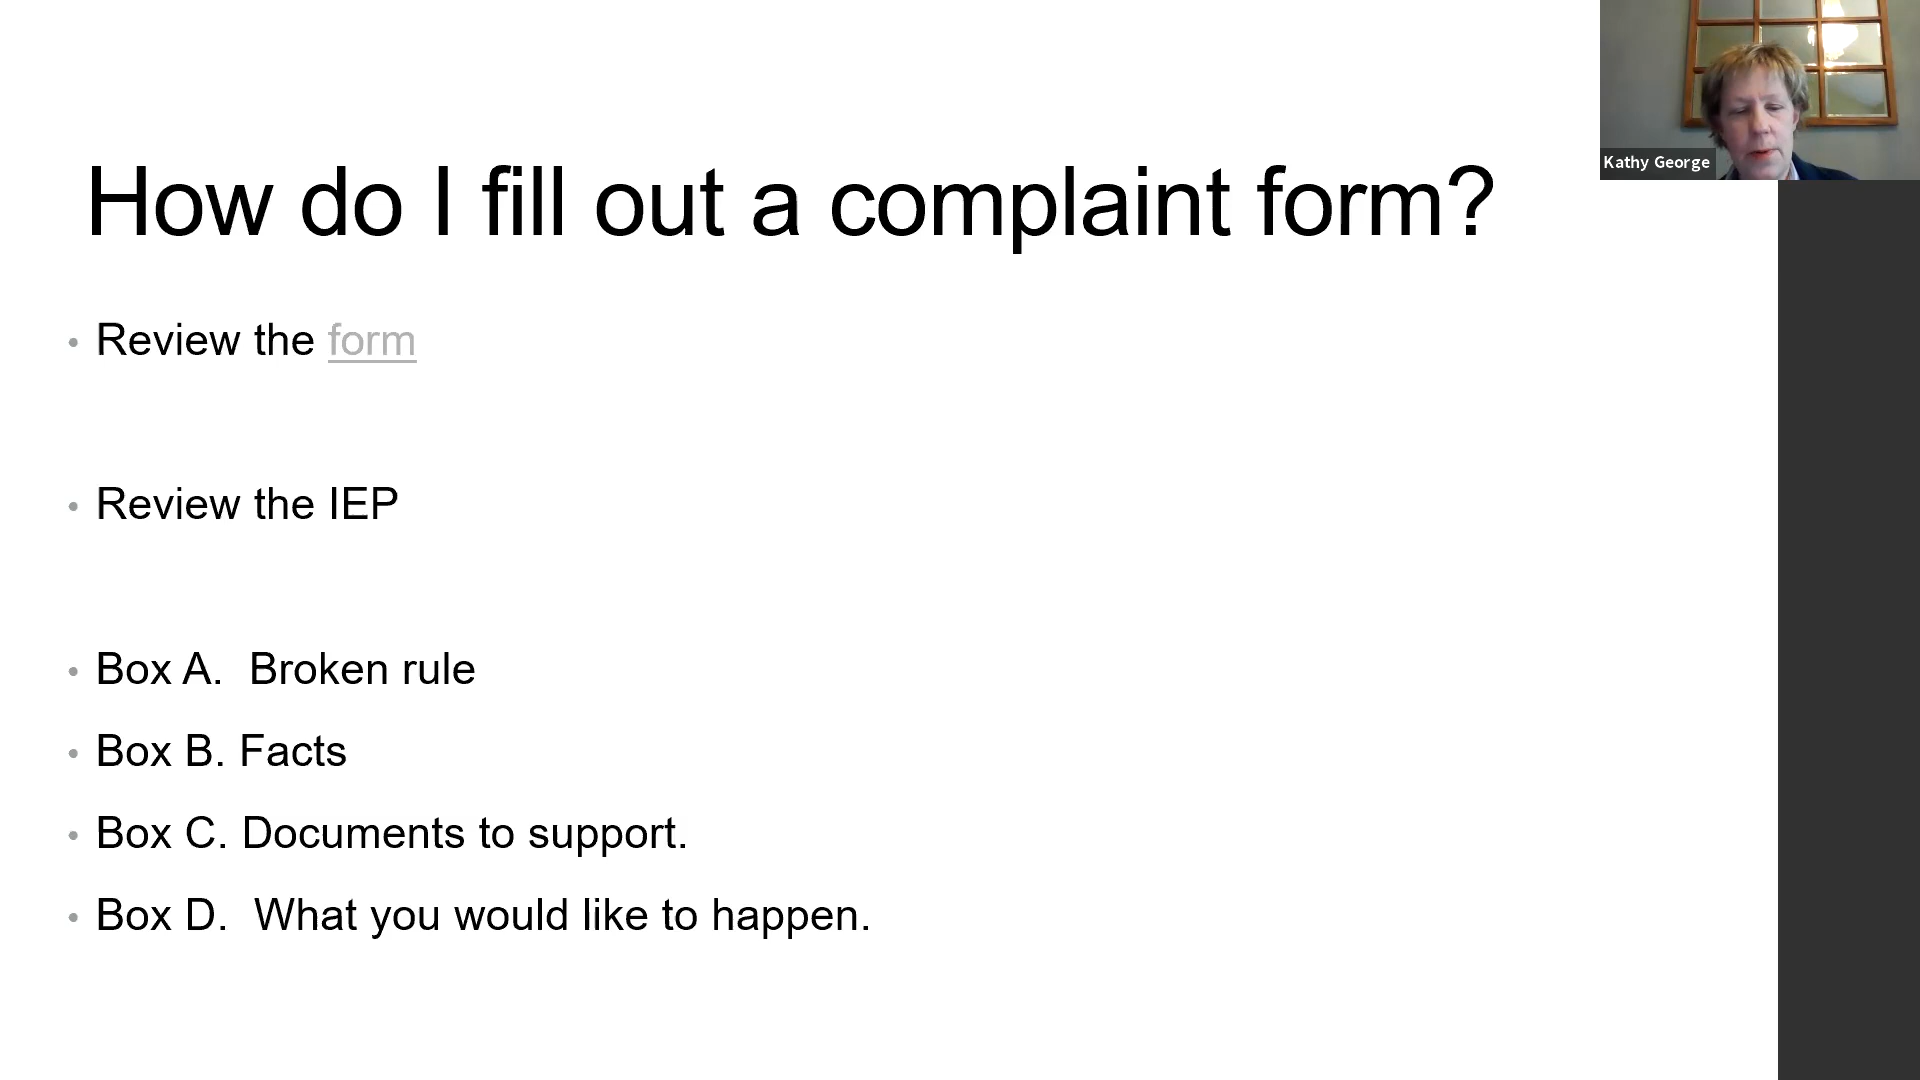 Kathy George
How do I fill out a complaint form?
• Review the form
• Review the IEP
• Box A.  Broken rule
• Box B. Facts
• Box C. Documents to support.
• Box D.  What you would like to happen.